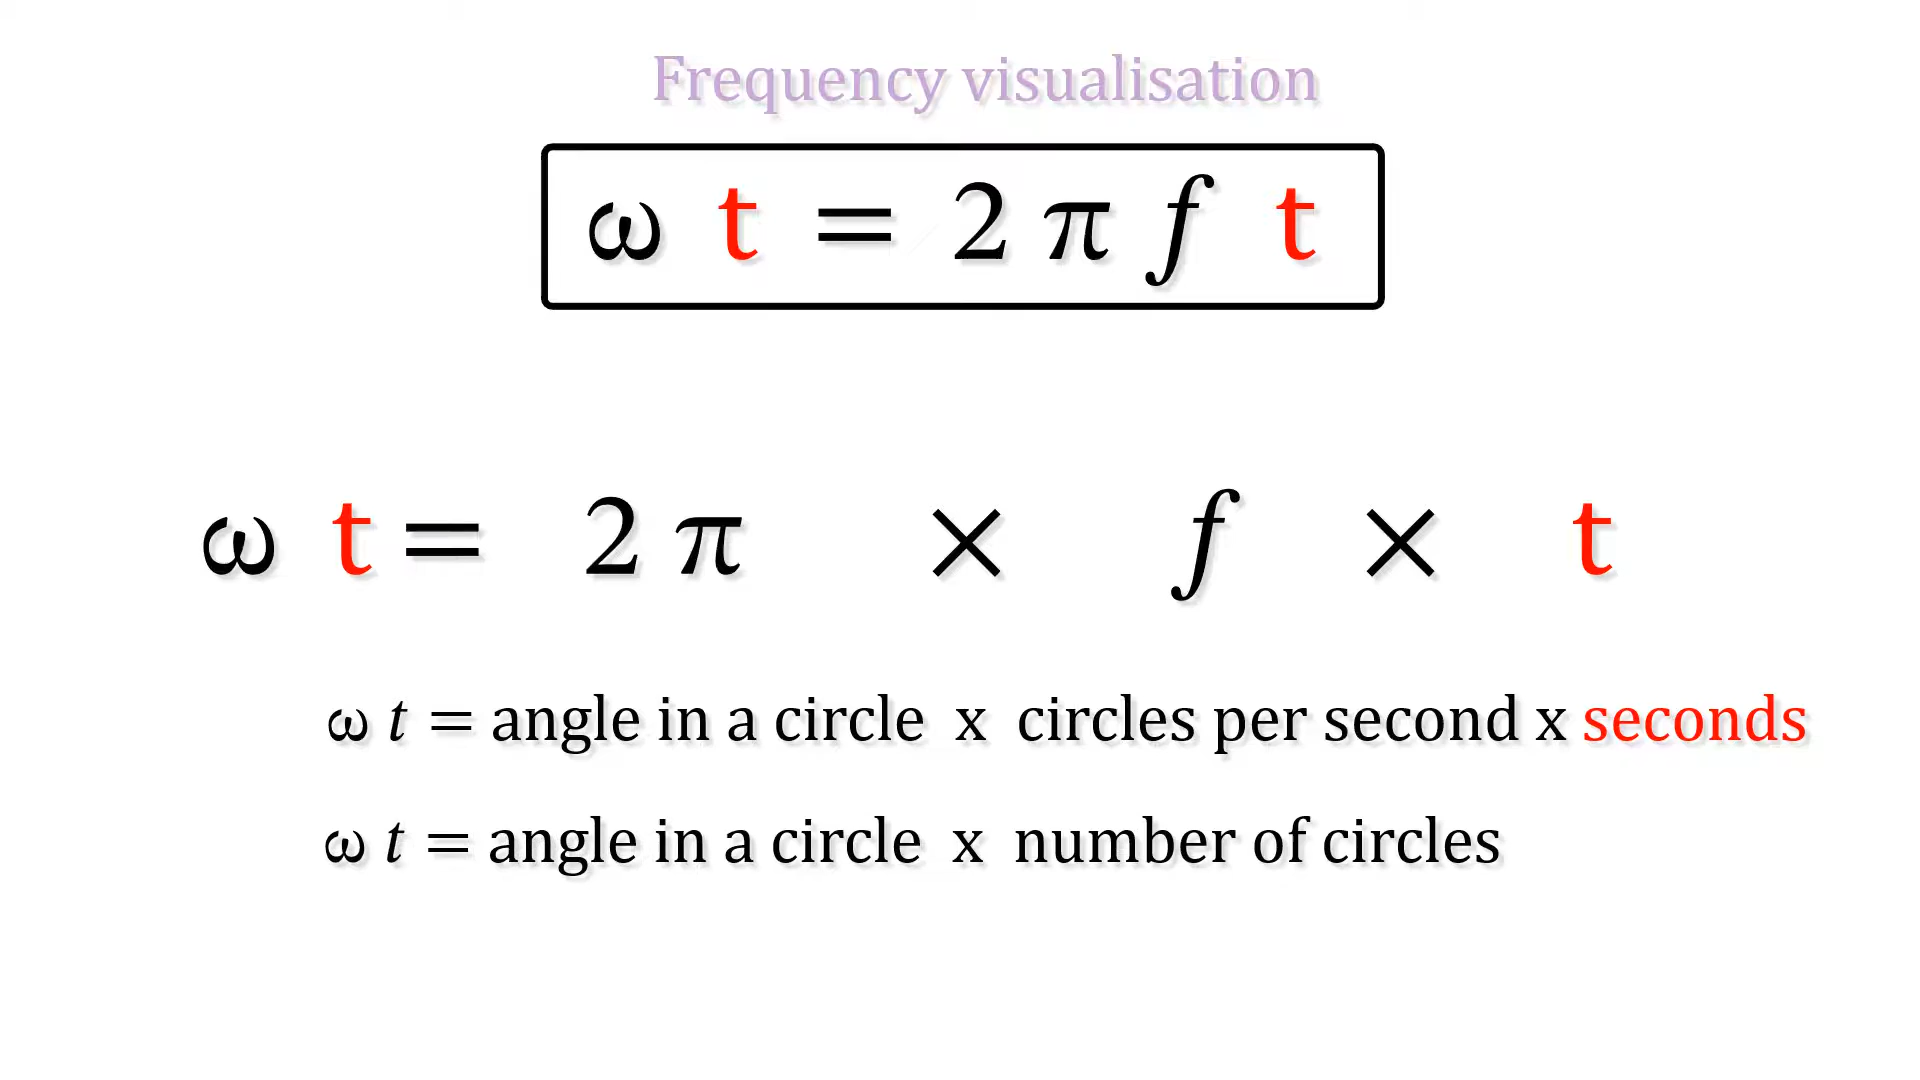 Frequency visualisation
ω t = 2 π f t
ω t = 2 π × f × t
ω t = angle in a circle x circles per second x seconds
ω t = angle in a circle x number of circles